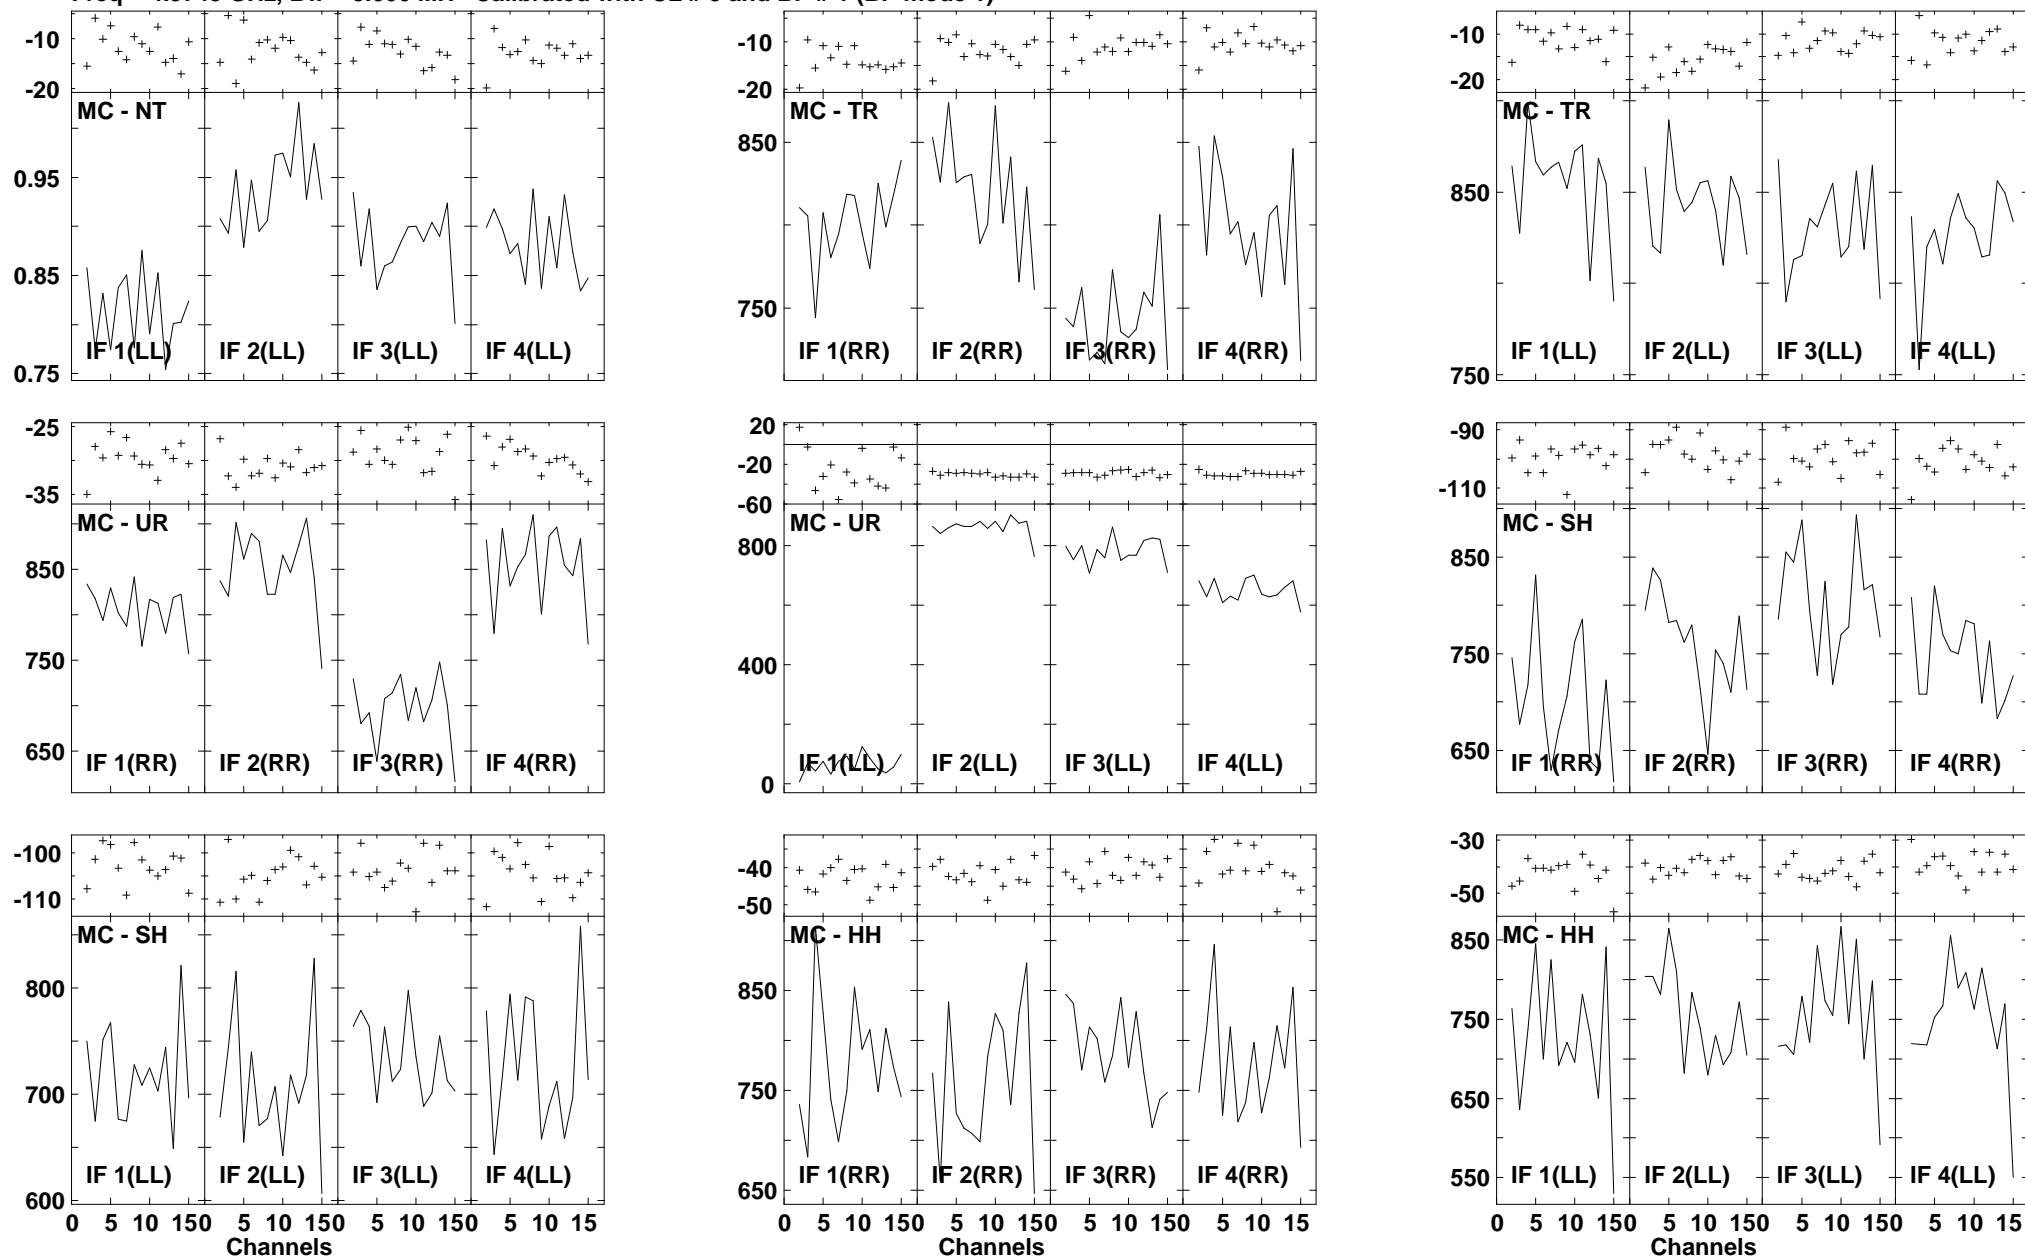 -10 -10 -10
-20 -20 -20
MC - NT MC - TR MC - TR
0.95 850 850
0.85
750
IF 1(LL) IF 2(LL) IF 3(LL) IF 4(LL) IF 1(RR) IF 2(RR) IF 3(RR) IF 4(RR) IF 1(LL) IF 2(LL) IF 3(LL) IF 4(LL)
0.75 750
-25 20 -90
-20
-35 -60 -110
MC - UR MC - UR MC - SH
850 800 850
750 400 750
650 650
IF 1(RR) IF 2(RR) IF 3(RR) IF 4(RR) IF 1(LL) IF 2(LL) IF 3(LL) IF 4(LL) IF 1(RR) IF 2(RR) IF 3(RR) IF 4(RR)
0
-100 -40 -30
-110 -50 -50
MC - SH MC - HH MC - HH
800 850 850
750
700 750 650
IF 1(LL) IF 2(LL) IF 3(LL) IF 4(LL) IF 1(RR) IF 2(RR) IF 3(RR) IF 4(RR) IF 1(LL) IF 2(LL) IF 3(LL) IF 4(LL)
600 650 550
0 5 10 150 5 10 150 5 10 150 5 10 15 0 5 10 150 5 10 150 5 10 150 5 10 15 0 5 10 150 5 10 150 5 10 150 5 10 15
Channels Channels Channels